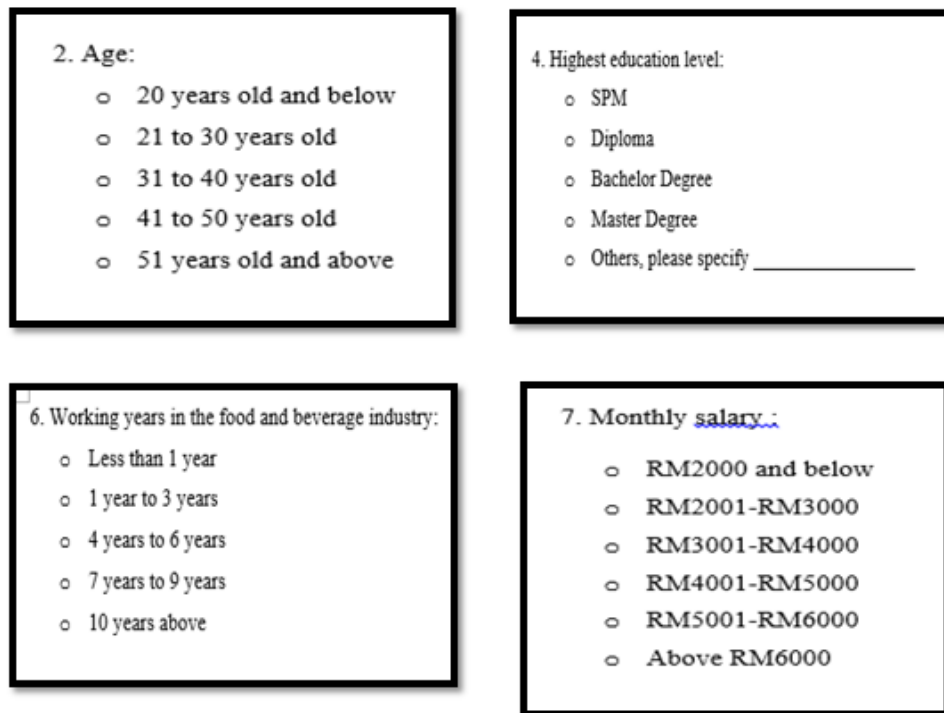 2. Age:
20 years old and below
21 to 30 years old
31 to 40 years old
41 to 50 years old
51 years old and above
4. Highest education level:
SPM
Diploma
Bachelor Degree
Master Degree
Others, please specify ________________
6. Working years in the food and beverage industry:
Less than 1 year
1 year to 3 years
4 years to 6 years
7 years to 9 years
10 years above
7. Monthly salary :
RM2000 and below
RM2001-RM3000
RM3001-RM4000
RM4001-RM5000
RM5001-RM6000
Above RM6000